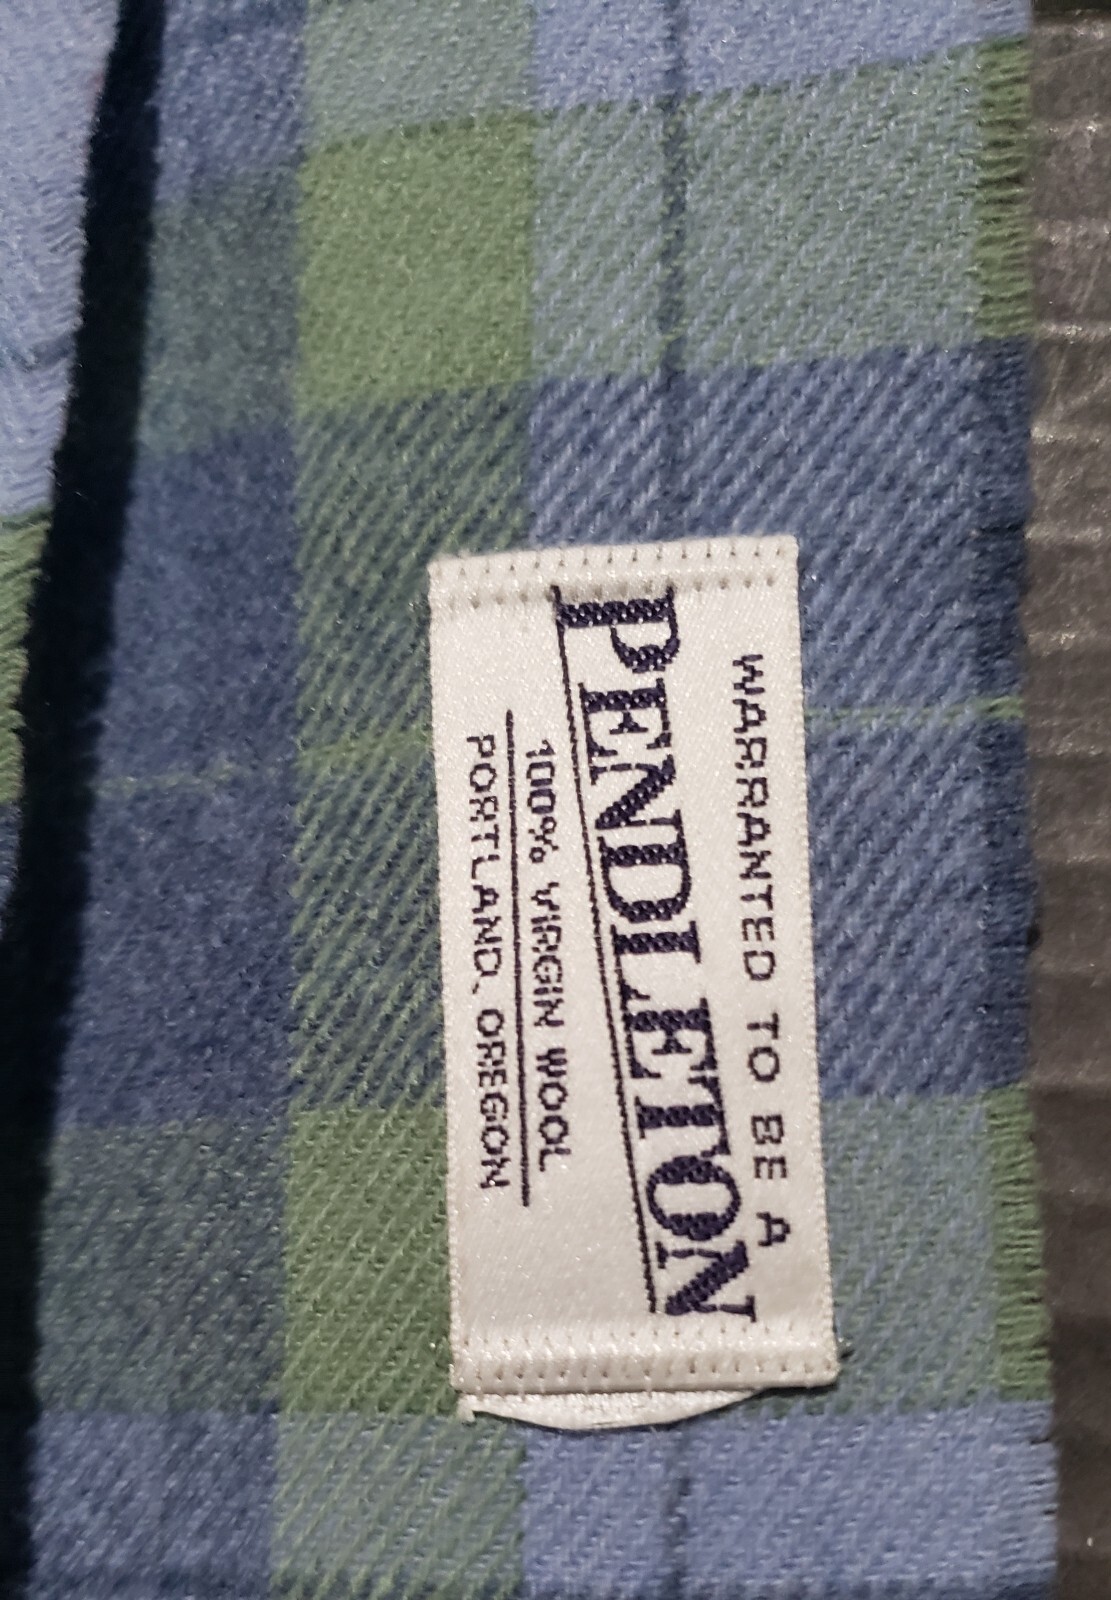 WARRANTED TO BE A
PENDLETON
100% VIRGIN WOOL
PORTLAND, OREGON